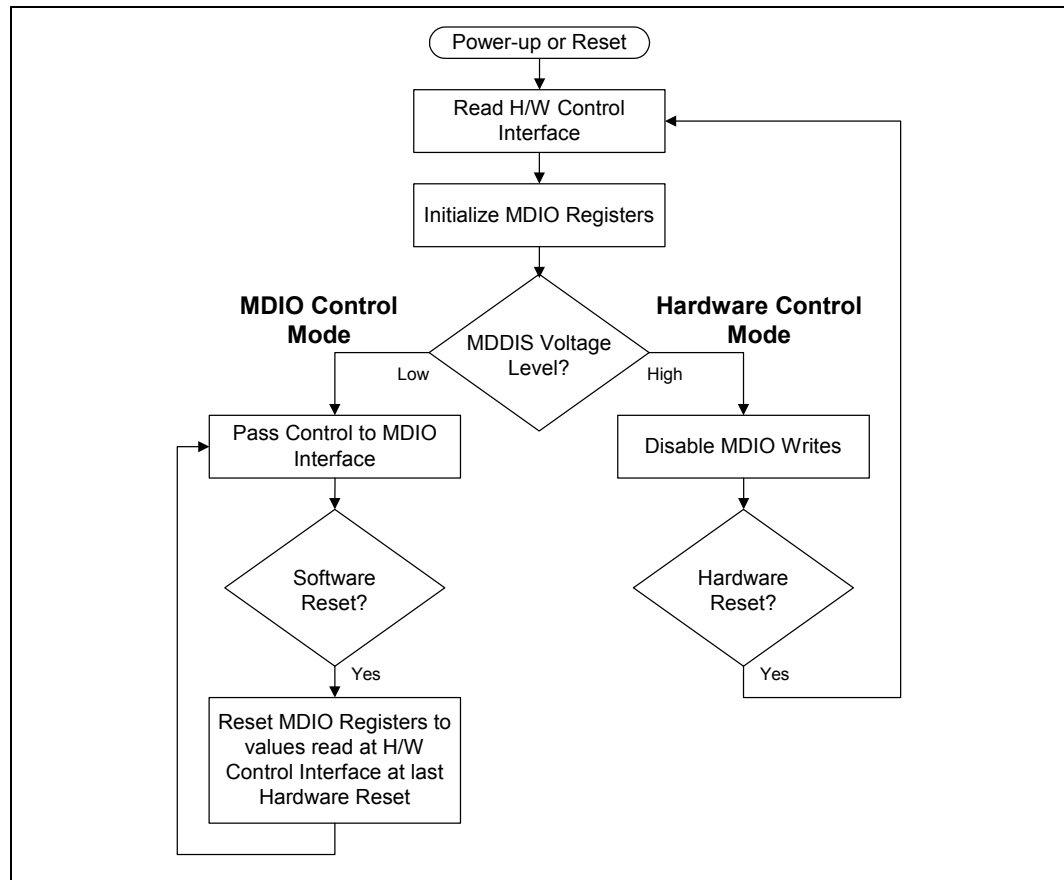 Power-up or Reset
Read H/W Control
Interface
Initialize MDIO Registers
MDIO Control
Mode
Hardware Control
Mode
MDDIS Voltage
Level?
Low
High
Pass Control to MDIO
Interface
Disable MDIO Writes
Software
Reset?
Hardware
Reset?
Yes
Yes
Reset MDIO Registers to
values read at H/W
Control Interface at last
Hardware Reset